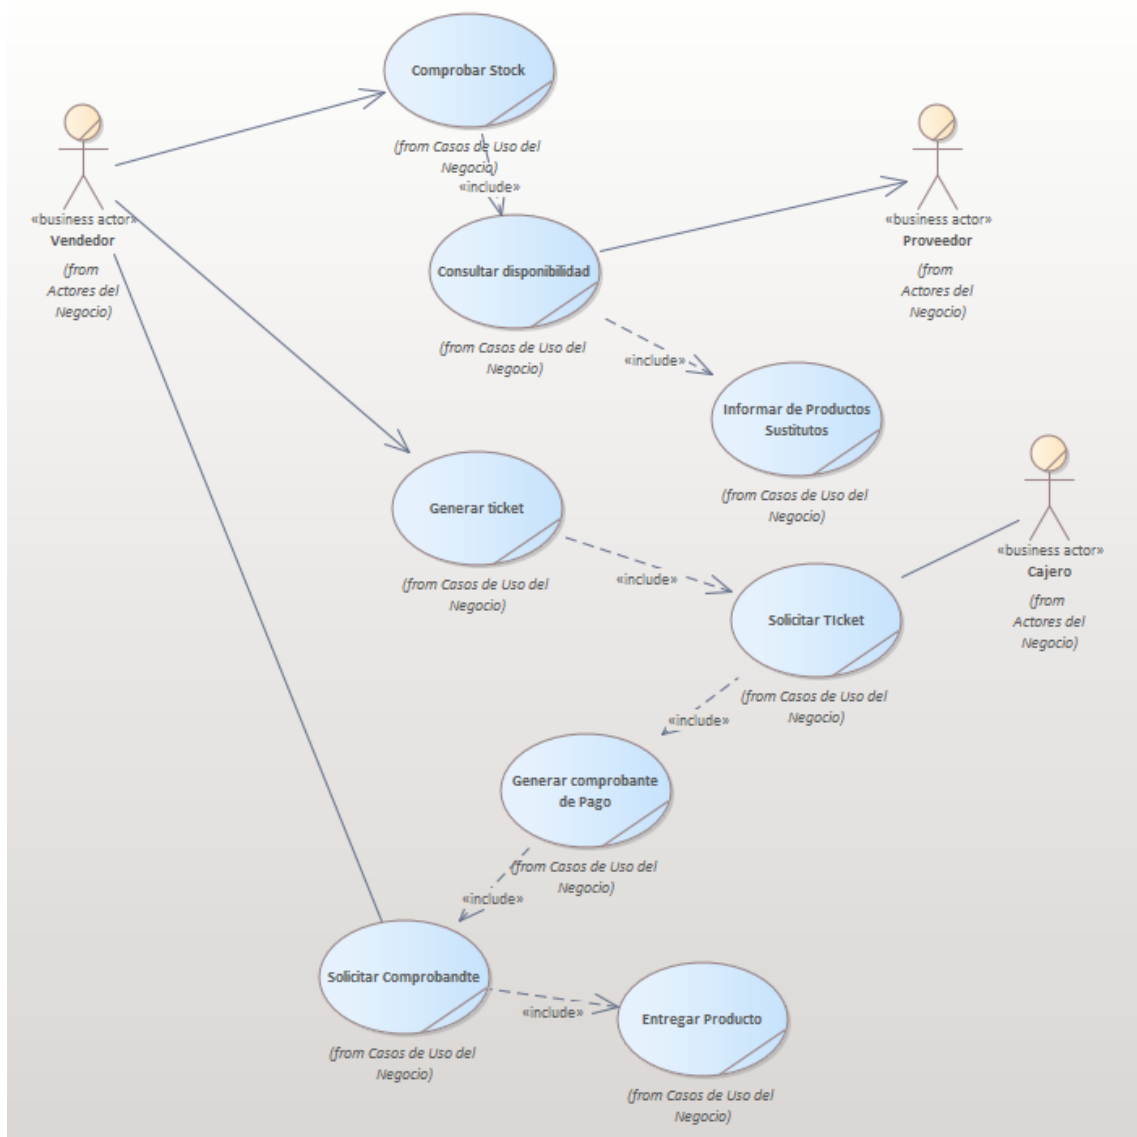 Comprobar Stock
(from Casos de Uso del
Negocio)
«include»
«business actor»
Vendedor
(from
Actores del
Negocio)
«business actor»
Proveedor
(from
Actores del
Negocio)
Consultar disponibilidad
(from Casos de Uso del
Negocio)
«include»
Informar de Productos
Sustitutos
(from Casos de Uso del
Negocio)
Generar ticket
(from Casos de Uso del
Negocio)
«include»
«business actor»
Cajero
(from
Actores del
Negocio)
Solicitar TIcket
(from Casos de Uso del
Negocio)
«include»
Generar comprobante
de Pago
(from Casos de Uso del
Negocio)
«include»
Solicitar Comprobandte
(from Casos de Uso del
Negocio)
«include»
Entregar Producto
(from Casos de Uso del
Negocio)